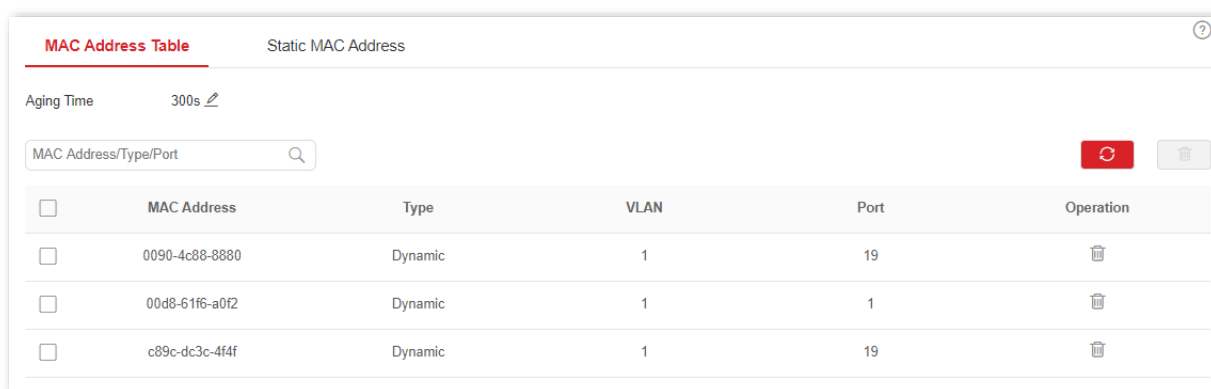 MAC Address Table Static MAC Address ?
Aging Time 300s
MAC Address/Type/Port
MAC Address Type VLAN Port Operation
0090-4c88-8880 Dynamic 1 19
00d8-61f6-a0f2 Dynamic 1 1
c89c-dc3c-4f4f Dynamic 1 19